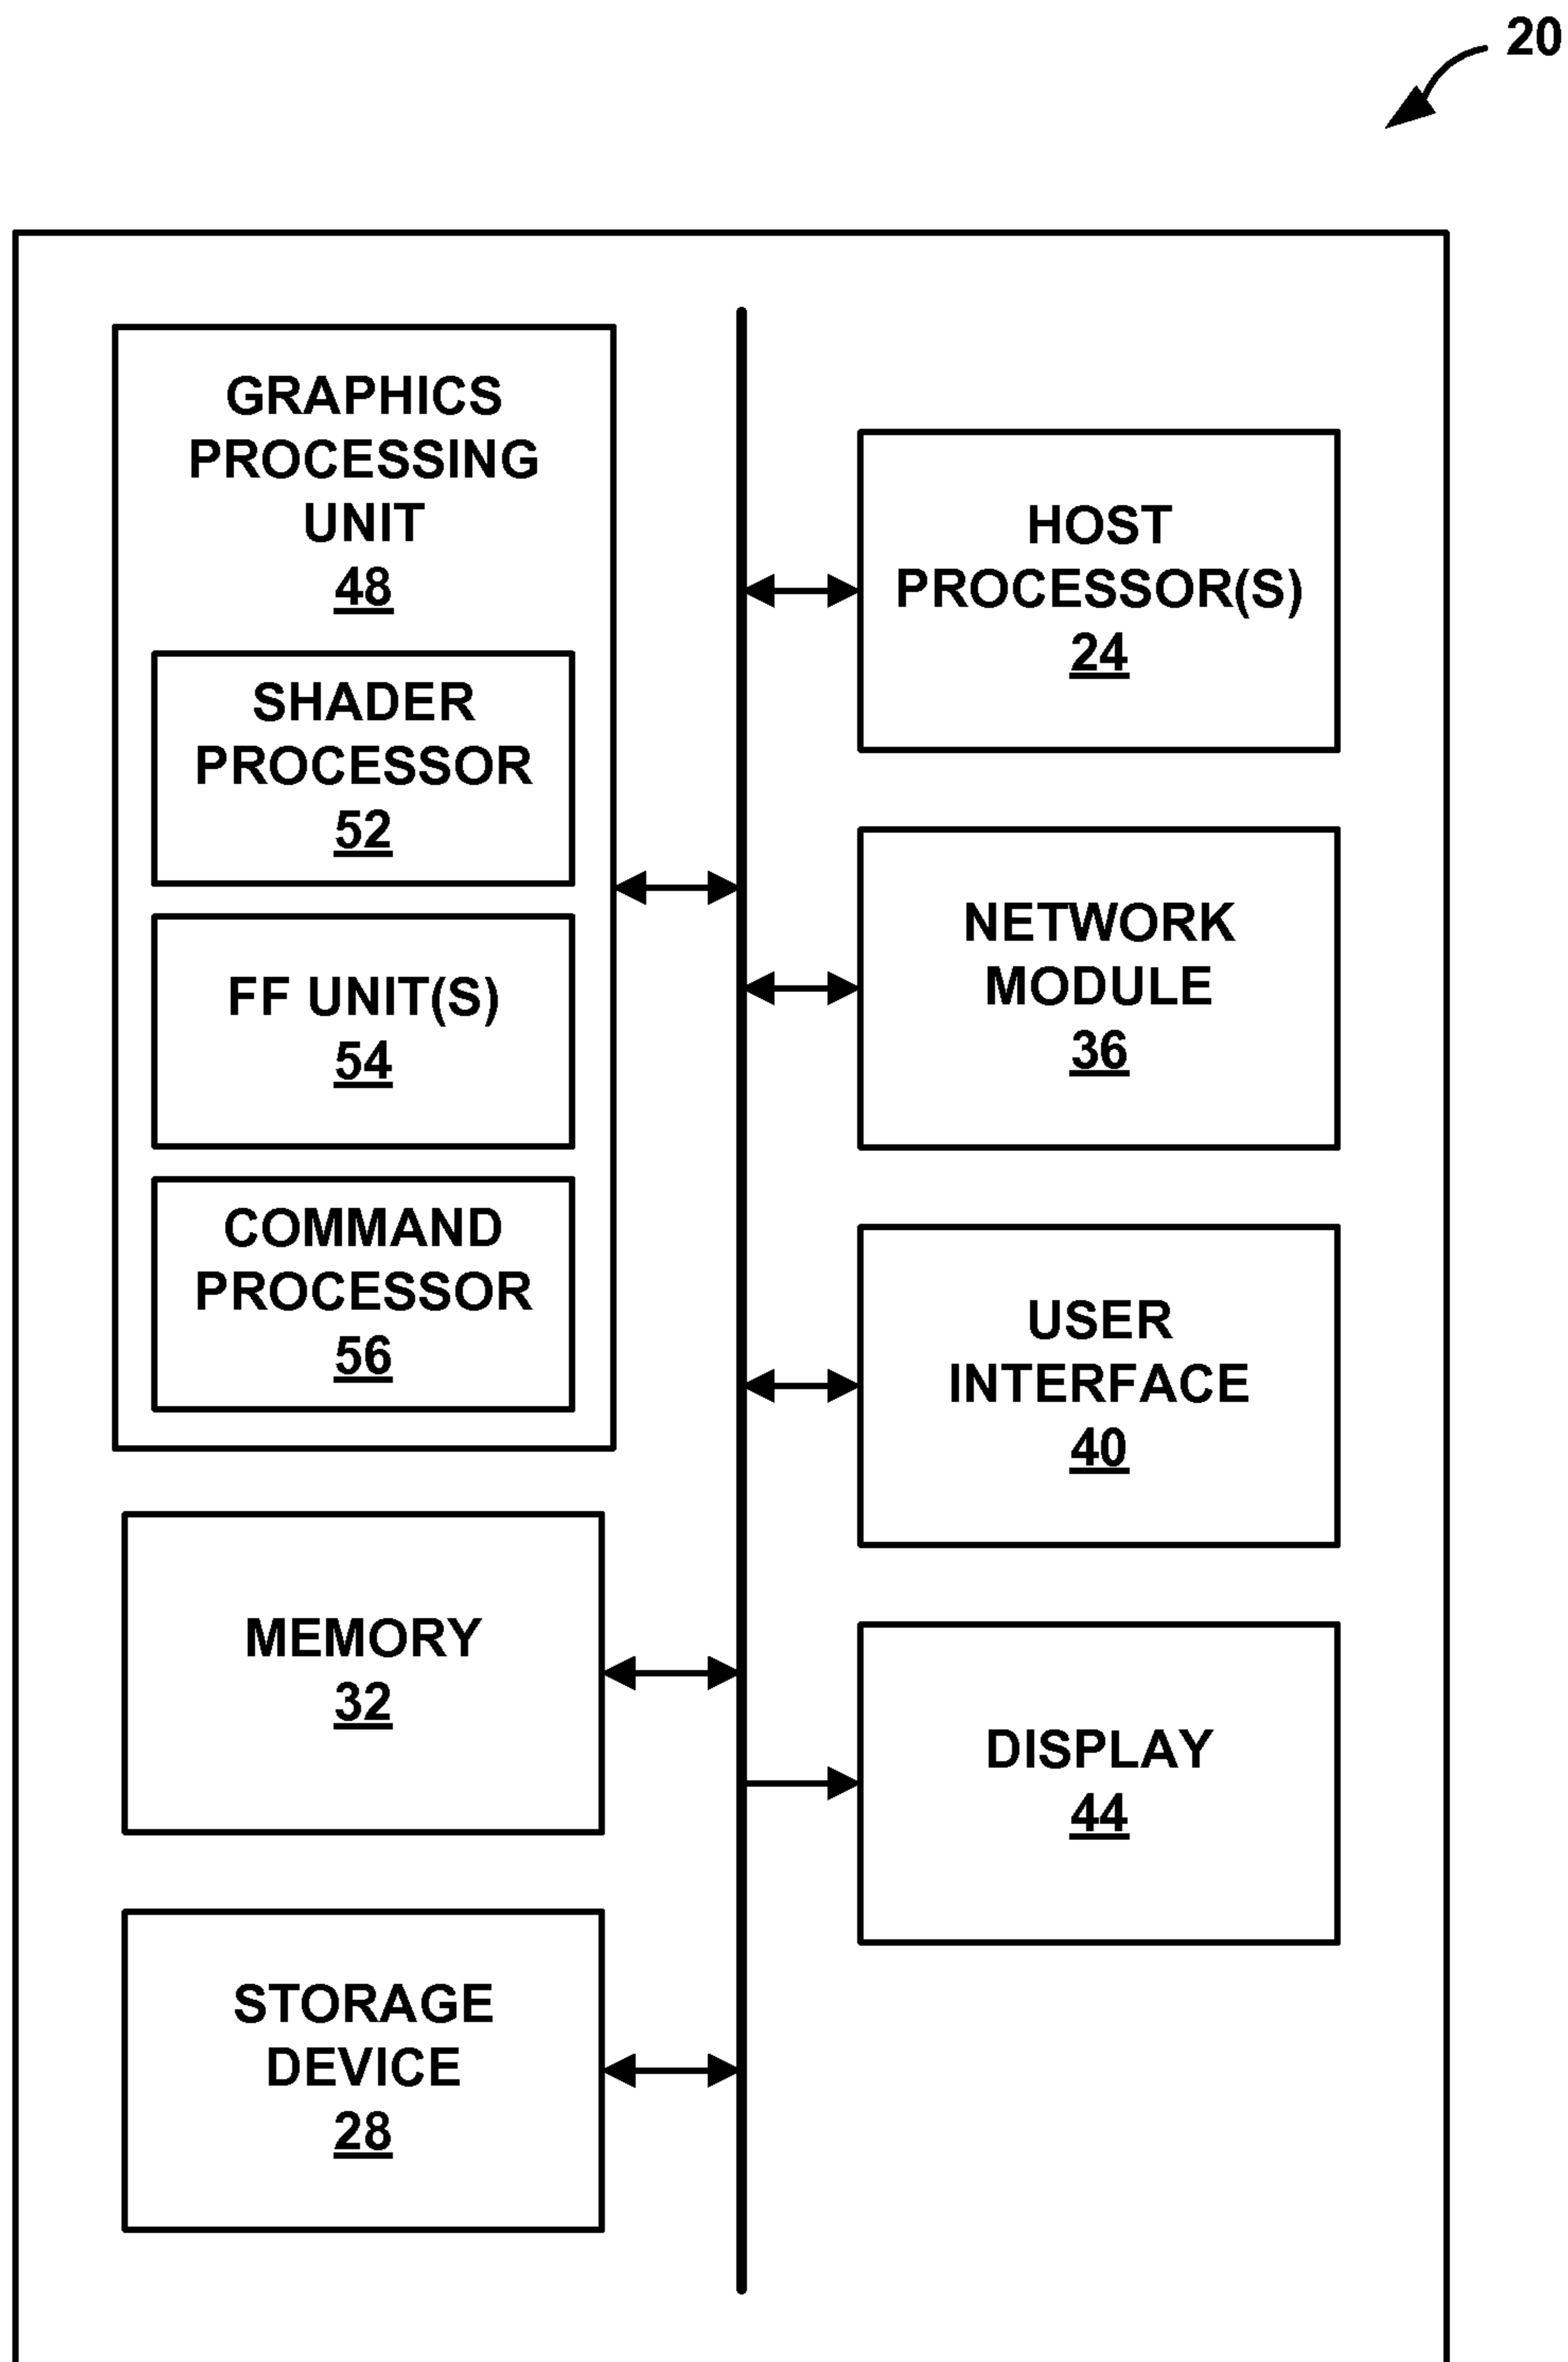 20
GRAPHICS
PROCESSING
UNIT
48
SHADER
PROCESSOR
52
FF UNIT(S)
54
COMMAND
PROCESSOR
56
MEMORY
32
STORAGE
DEVICE
28
HOST
PROCESSOR(S)
24
NETWORK
MODULE
36
USER
INTERFACE
40
DISPLAY
44